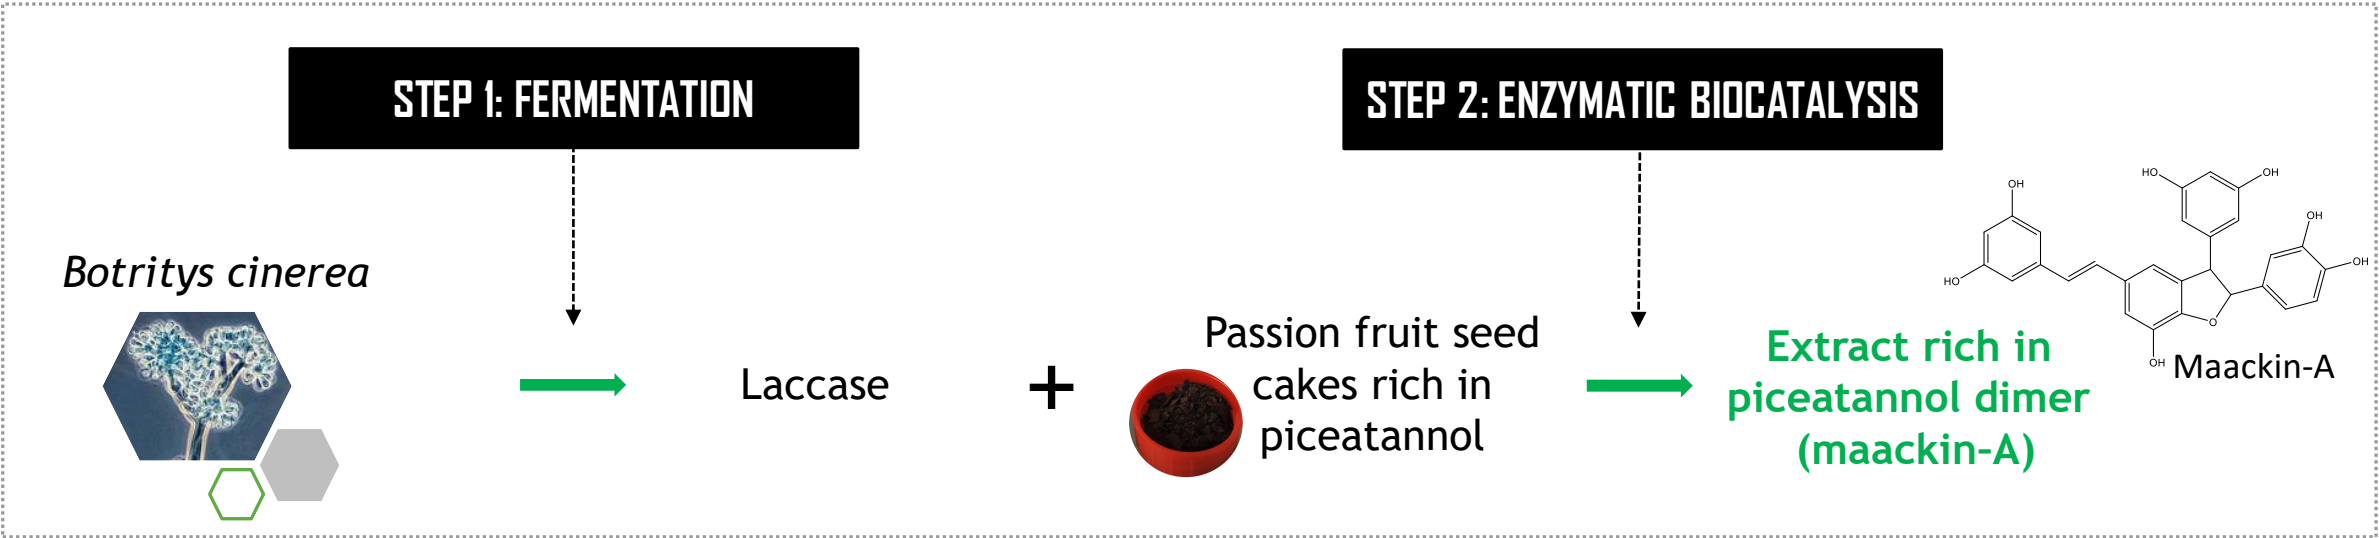 STEP 1: FERMENTATION
STEP 2: ENZYMATIC BIOCATALYSIS
Botritys cinerea
Laccase
+
Passion fruit seed
cakes rich in
piceatannol
Extract rich in
piceatannol dimer
(maackin-A)
OH
HO
HO
OH
OH
OH
O
OH
Maackin-A